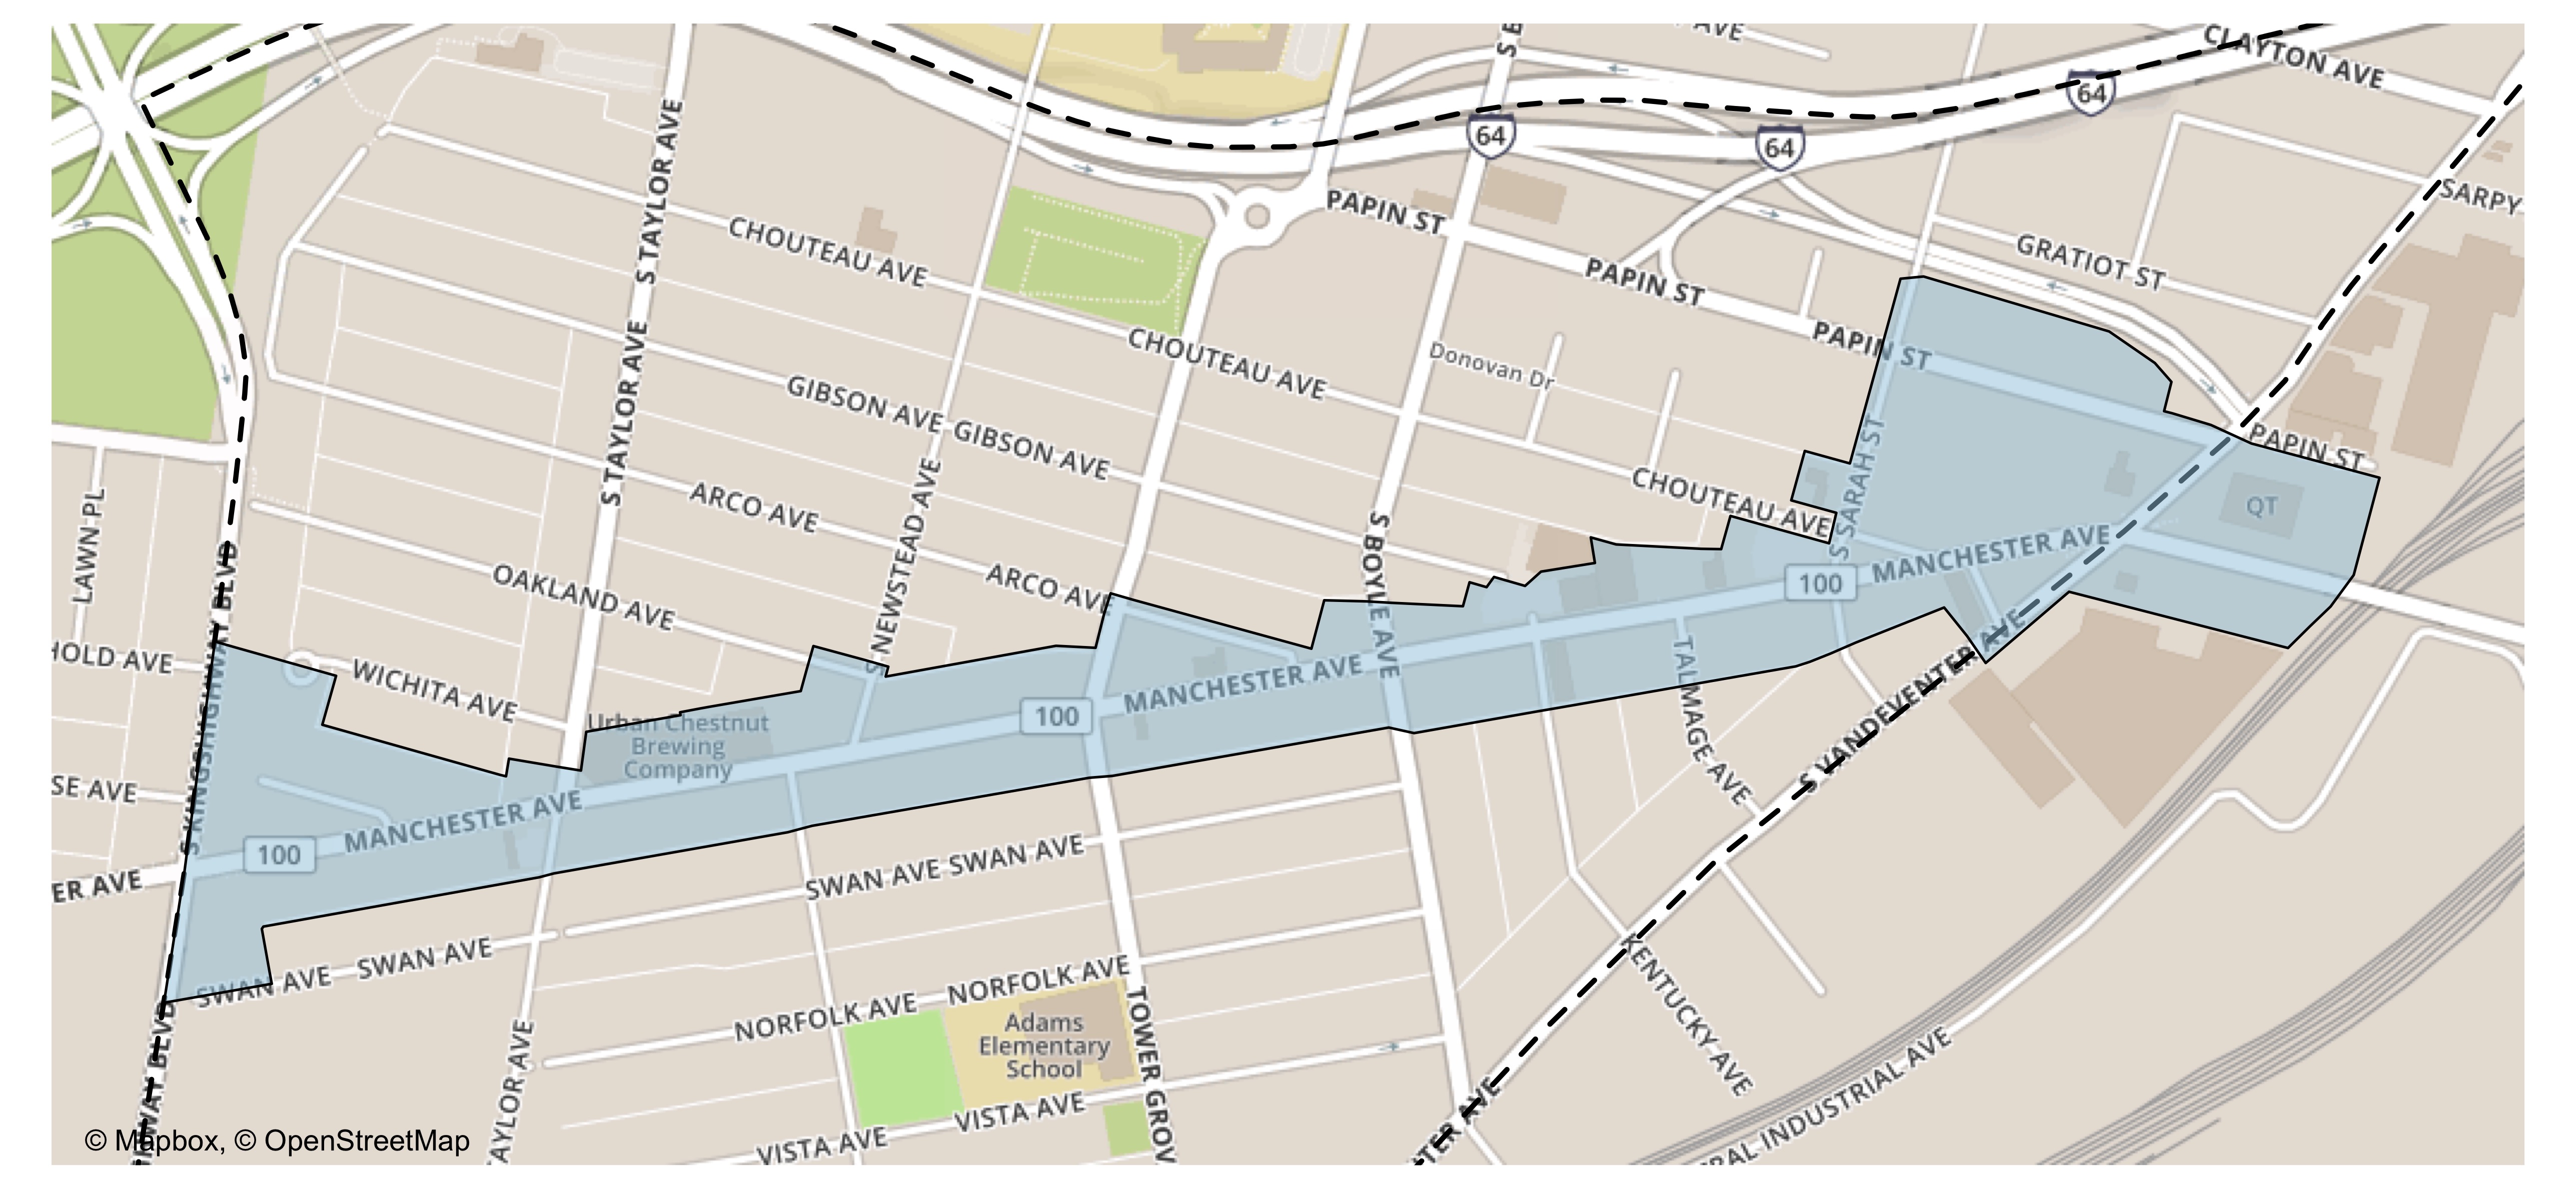 AVE
S B
CLAYTON AVE
64
64
64
SARPY
S TAYLOR AVE
PAPIN ST
CHOUTEAU AVE
GRATIOT ST
PAPIN ST
PAPIN ST
S TAYLOR AVE
CHOUTEAU AVE
Donovan Dr
GIBSON AVE GIBSON AVE
PAPIN ST
CHOUTEAU AVE
S SARAH ST
QT
ARCO AVE
S NEWSTEAD AVE
S BOYLE AVE
LAWN PL
S KINGSHIGHWAY BLVD
OAKLAND AVE
ARCO AVE
MANCHESTER AVE
100
HOLD AVE
WICHITA AVE
TALMAGE AVE
S VANDEVENTER AVE
MANCHESTER AVE
100
Urban Chestnut
Brewing
Company
SE AVE
MANCHESTER AVE
100
ER AVE
SWAN AVE SWAN AVE
SWAN AVE
SWAN AVE
KENTUCKY AVE
NORFOLK AVE
NORFOLK AVE
TOWER GROV
Adams
Elementary
School
HWAY BLVD
TAYLOR AVE
VISTA AVE
VISTA AVE
NTER AVE
RAL INDUSTRIAL AVE
© Mapbox, © OpenStreetMap